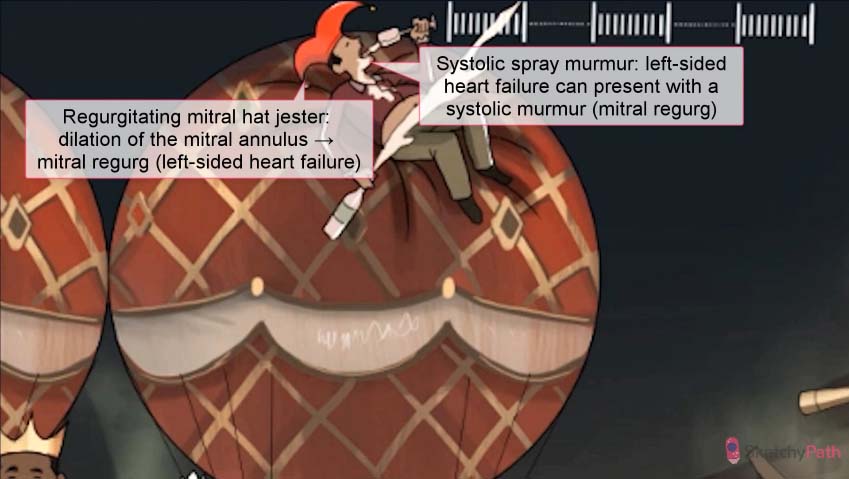 Systolic spray murmur: left-sided
heart failure can present with a
systolic murmur (mitral regurg)
Regurgitating mitral hat jester:
dilation of the mitral annulus →
mitral regurg (left-sided heart failure)
SketchyPath